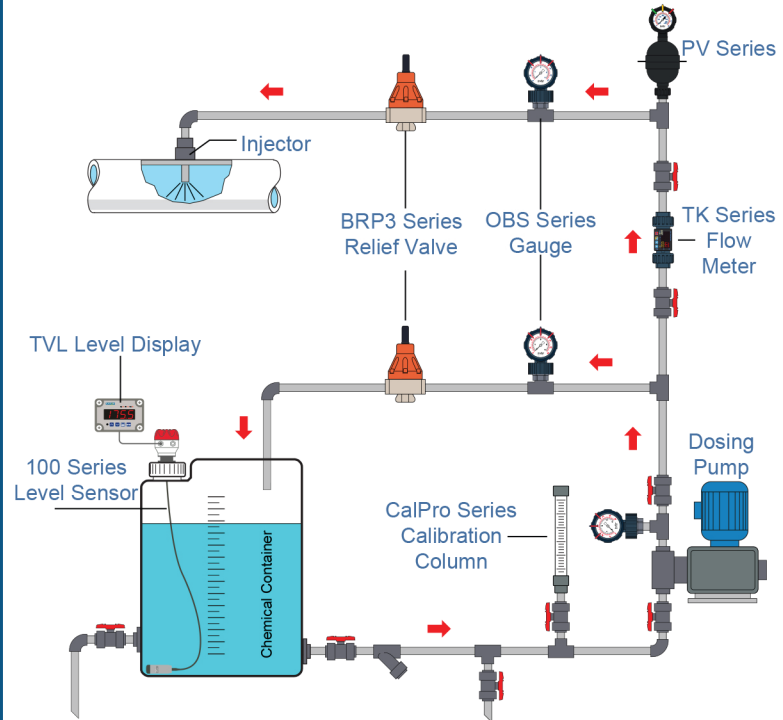 PV Series
Injector
BRP3 Series
Relief Valve
OBS Series
Gauge
TK Series
Flow
Meter
TVL Level Display
1755
100 Series
Level Sensor
Chemical Container
CalPro Series
Calibration
Column
Dosing
Pump